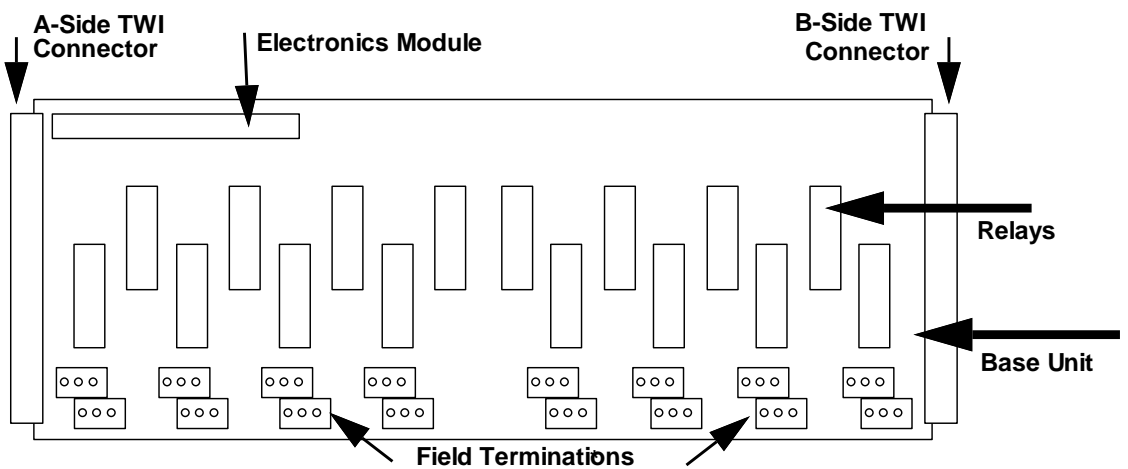 A-Side TWI
Connector
Electronics Module
B-Side TWI
Connector
Relays
Base Unit
Field Terminations